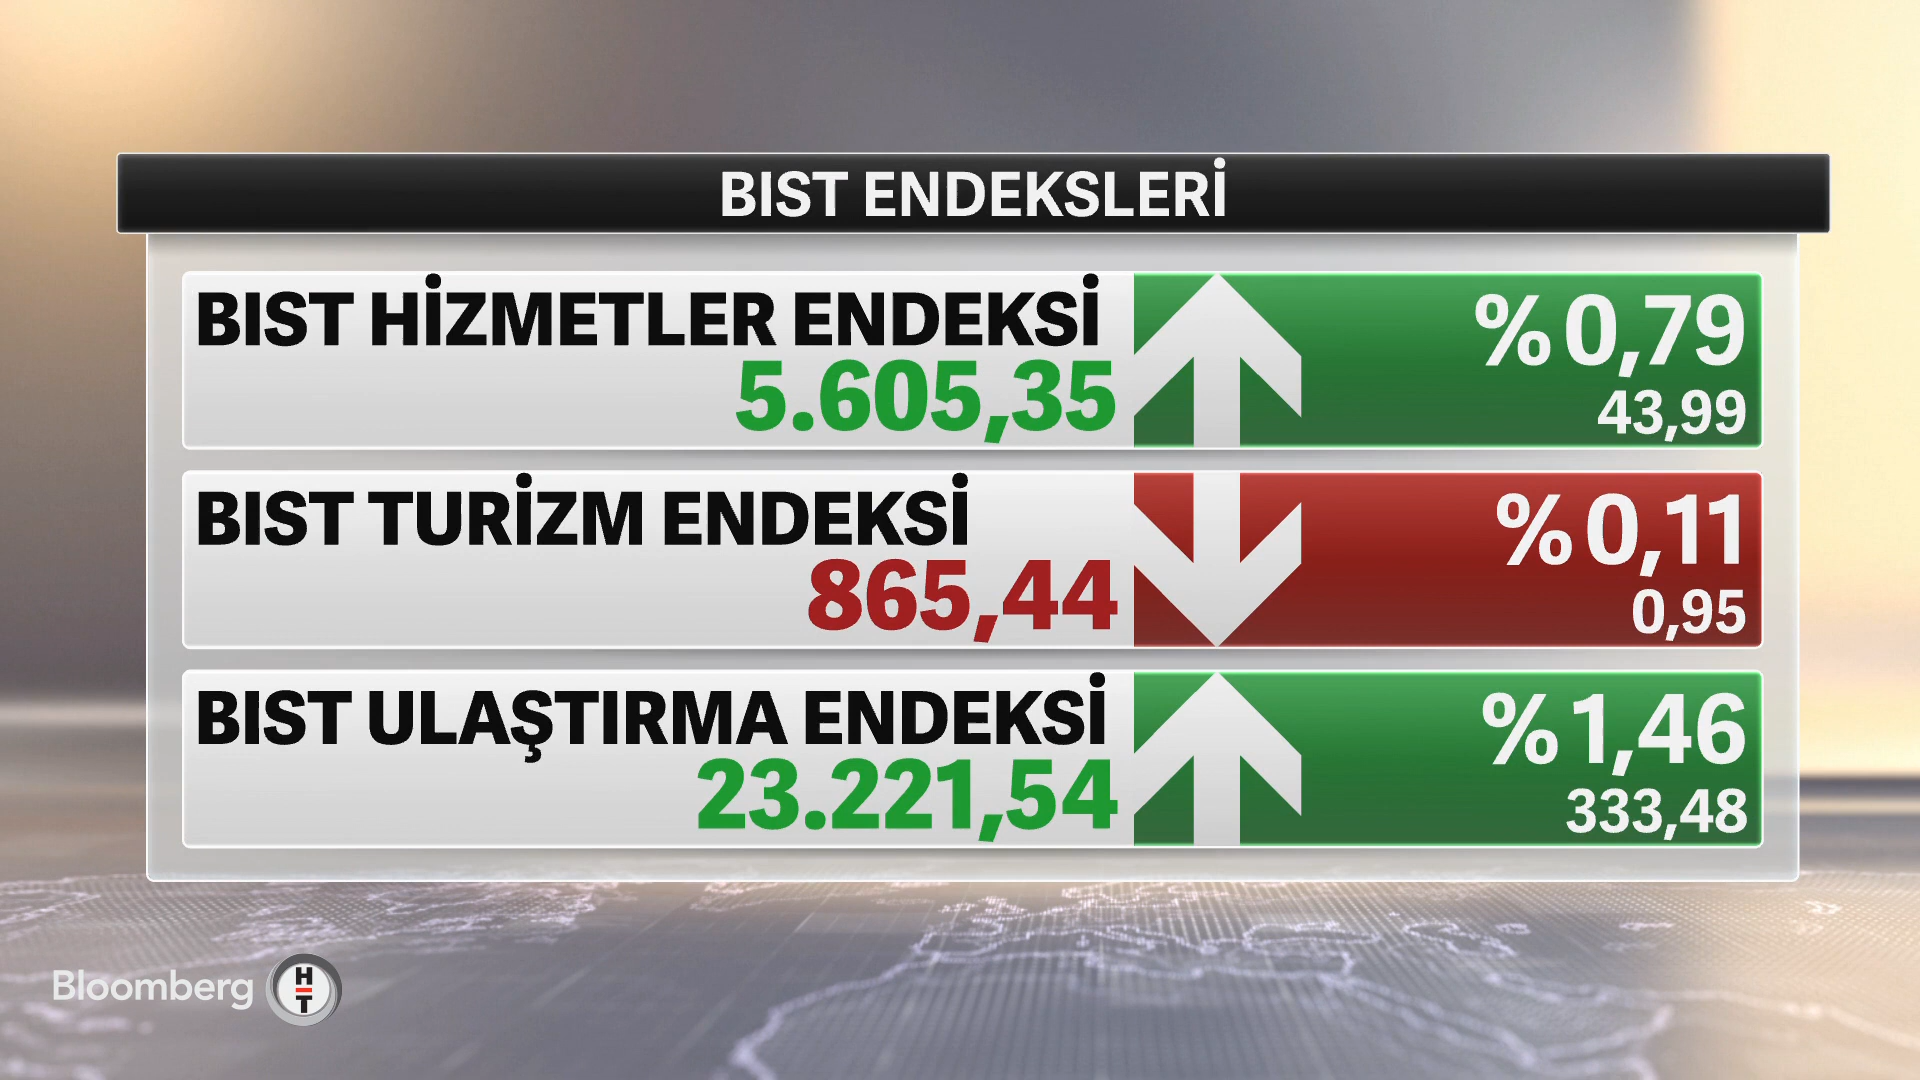 BIST ENDEKSLERİ
BIST HİZMETLER ENDEKSİ
5.605,35
%0,79
43,99
BIST TURİZM ENDEKSİ
865,44
%0,11
0,95
BIST ULAŞTIRMA ENDEKSİ
23.221,54
%1,46
333,48
Bloomberg HT